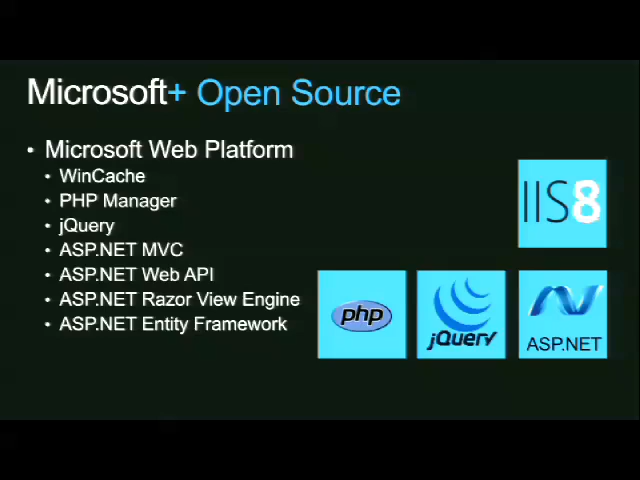 Microsoft+ Open Source
• Microsoft Web Platform
• WinCache
• PHP Manager
• jQuery
• ASP.NET MVC
• ASP.NET Web API
• ASP.NET Razor View Engine
• ASP.NET Entity Framework
IIS8
php
jQuery
ASP.NET